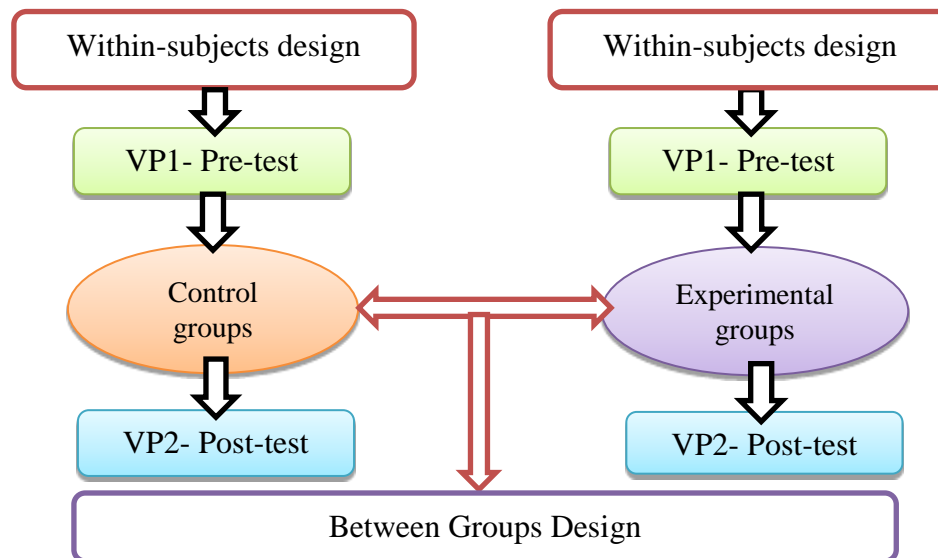 Within-subjects design
Within-subjects design
VP1- Pre-test
VP1- Pre-test
Control
groups
Experimental
groups
VP2- Post-test
VP2- Post-test
Between Groups Design